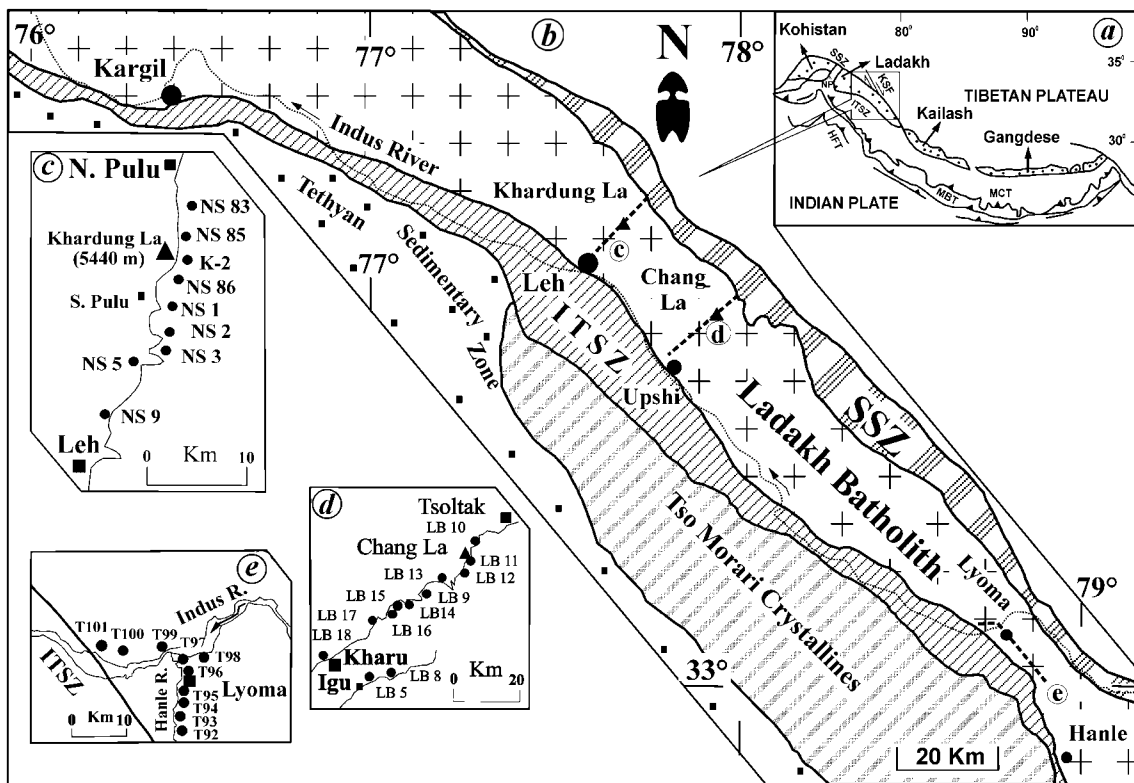 76°
77°
b
N
78°
Kargil
Indus River
Tethyan
Sedimentary
Zone
77°
Khardung La
c
Leh
Chang
La
d
ITSZ
Upshi
SSZ
Ladakh Batholith
Tso Morari Crystallines
Lyoma
79°
33°
e
Hanle
20 Km
a
80°
90°
35°
30°
Kohistan
SSZ
Ladakh
KSF
NP
ITSZ
HFT
TIBETAN PLATEAU
Kailash
Gangdese
MCT
MBT
INDIAN PLATE
c
N. Pulu
NS 83
NS 85
Khardung La
(5440 m)
K-2
NS 86
S. Pulu
NS 1
NS 2
NS 3
NS 5
NS 9
Leh
0 Km 10
d
Tsoltak
LB 10
Chang La
LB 11
LB 12
LB 13
LB 9
LB 15
LB14
LB 17
LB 16
LB 18
Kharu
Igu
LB 5
LB 8
Km
0 20
e
Indus R.
T101
T100
T99
T97
T98
T96
ITSZ
Hanle R.
Lyoma
T95
T94
T93
T92
Km
0 10